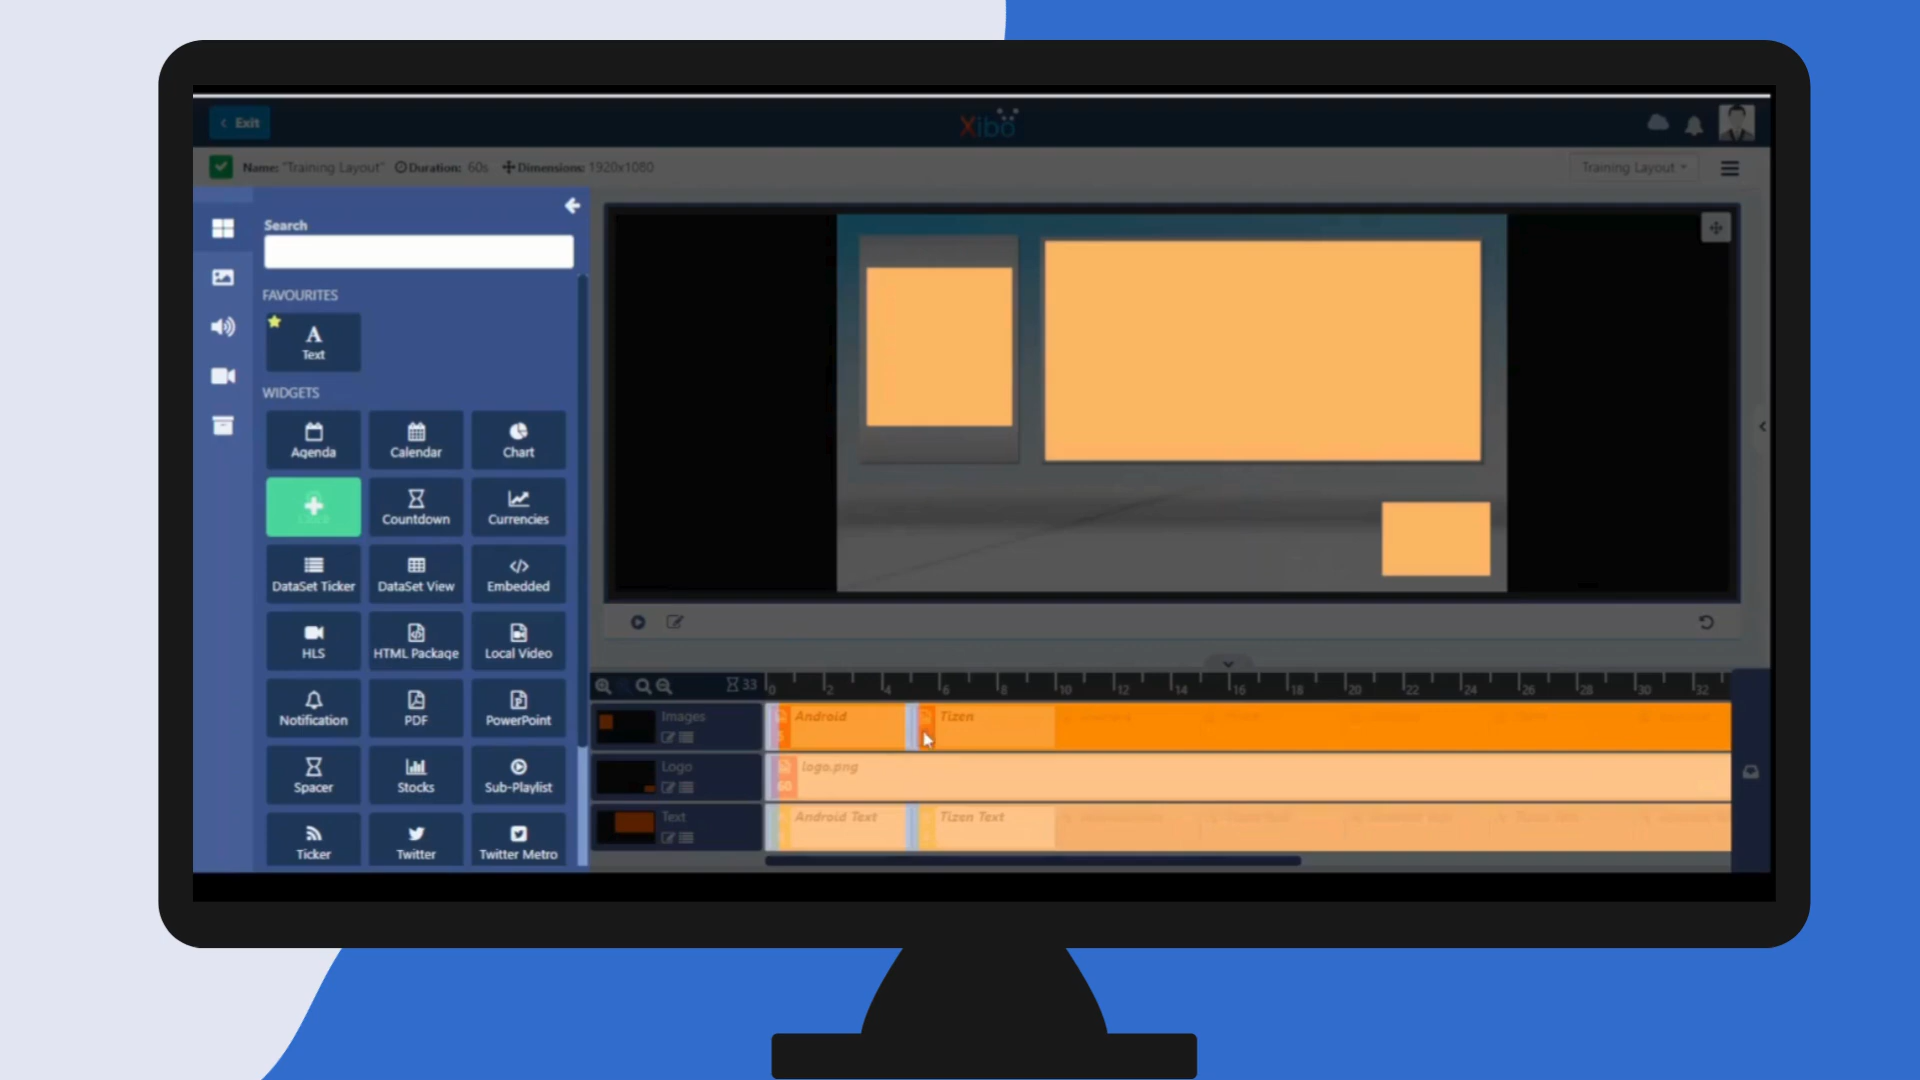 Exit
Xibo
Name: "Training Layout" Duration: 60s Dimensions: 1920x1080
Training Layout
Search
FAVOURITES
Text
WIDGETS
Agenda Calendar Chart
Countdown Currencies
DataSet Ticker DataSet View Embedded
HLS HTML Package Local Video
Notification PDF PowerPoint
Spacer Stocks Sub-Playlist
Ticker Twitter Twitter Metro
33 0 2 4 6 8 10 12 14 16 18 20 22 24 26 28 30 32
Images Android Tizen
5
Logo logo.png
60
Text Android Text Tizen Text